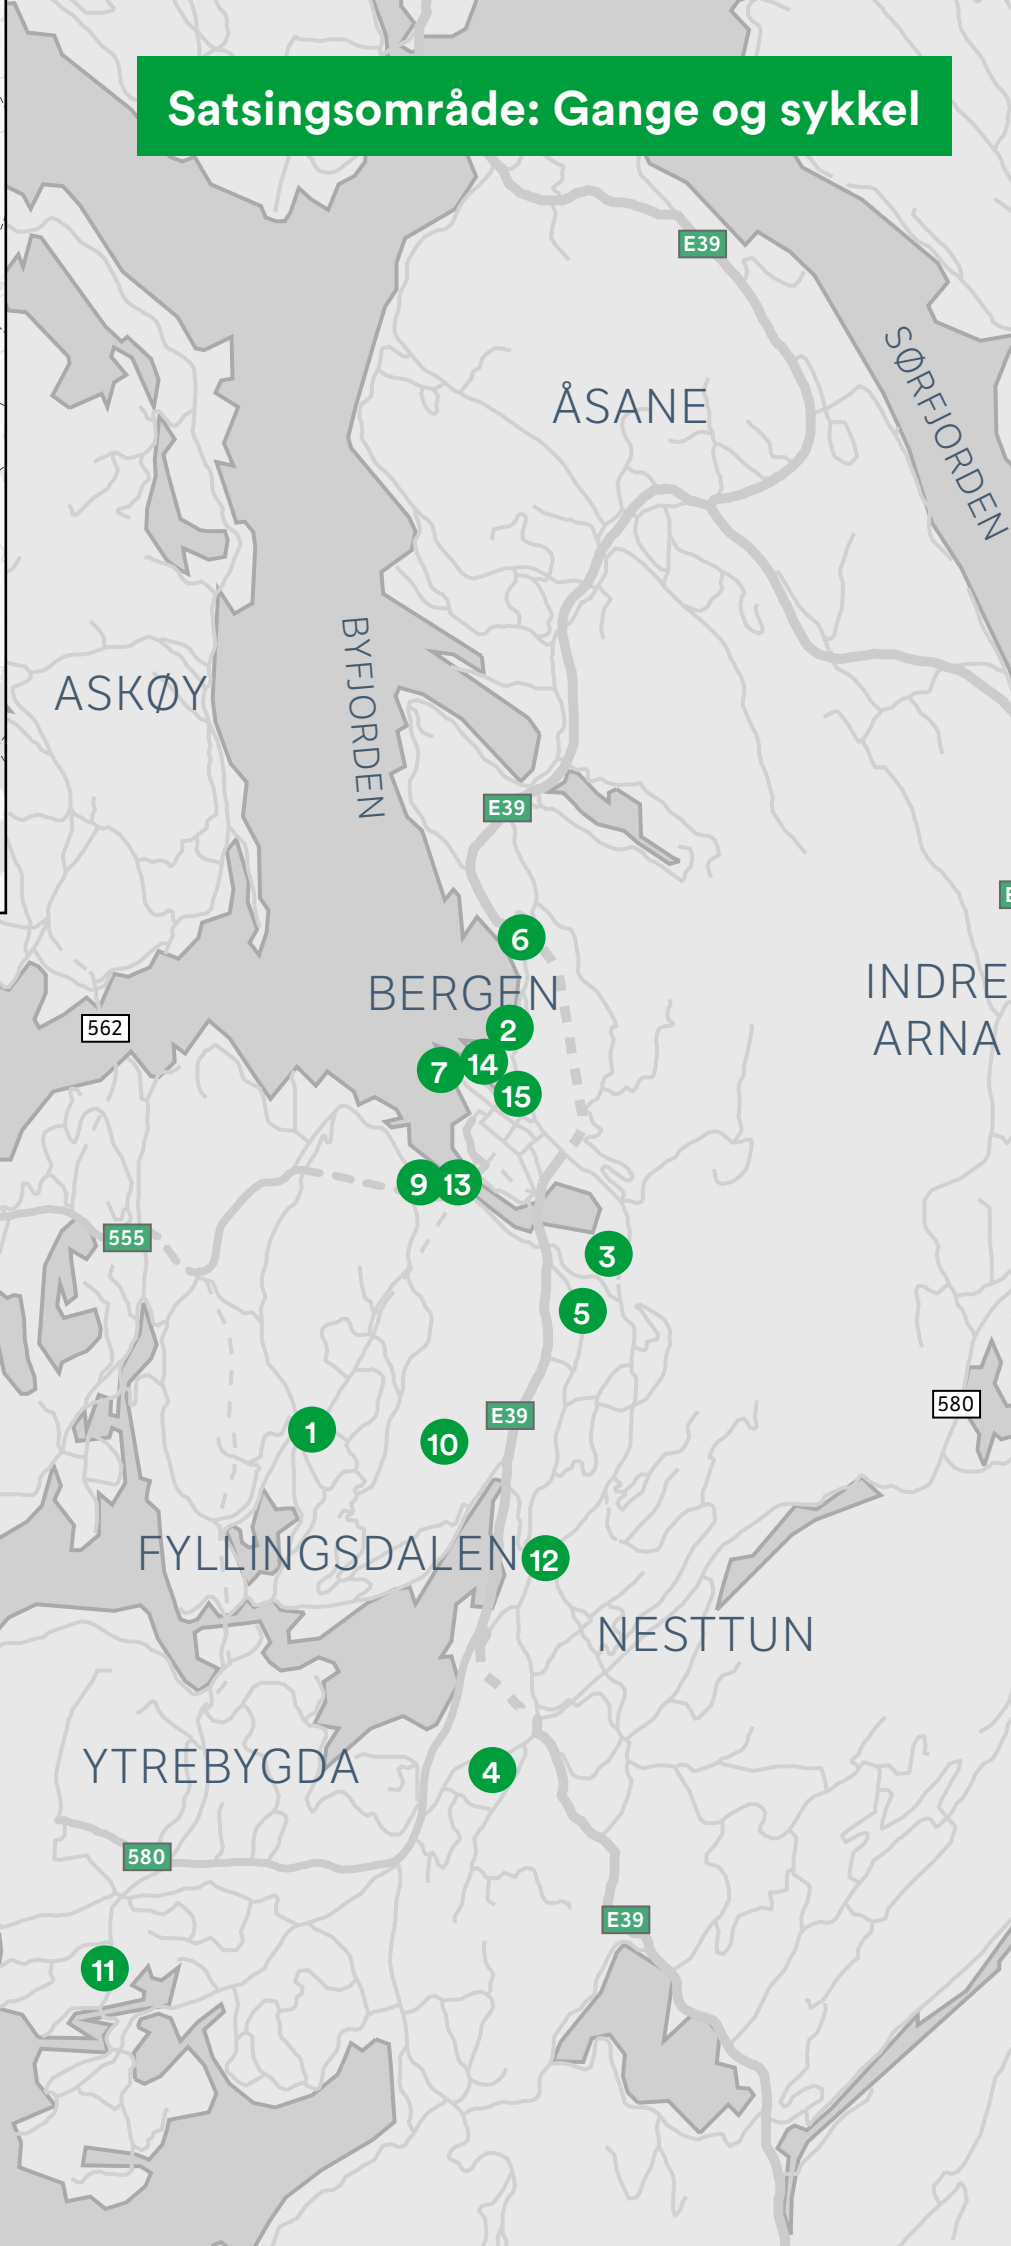 Satsingsområde: Gange og sykkel
E39
SØRFJORDEN
ÅSANE
BYFJORDEN
ASKØY
E39
6
BERGEN
INDRE
ARNA
562
2
14
7
15
9
13
555
3
5
580
E39
1
10
FYLLINGSDALEN
12
NESTTUN
YTREBYGDA
4
580
E39
11